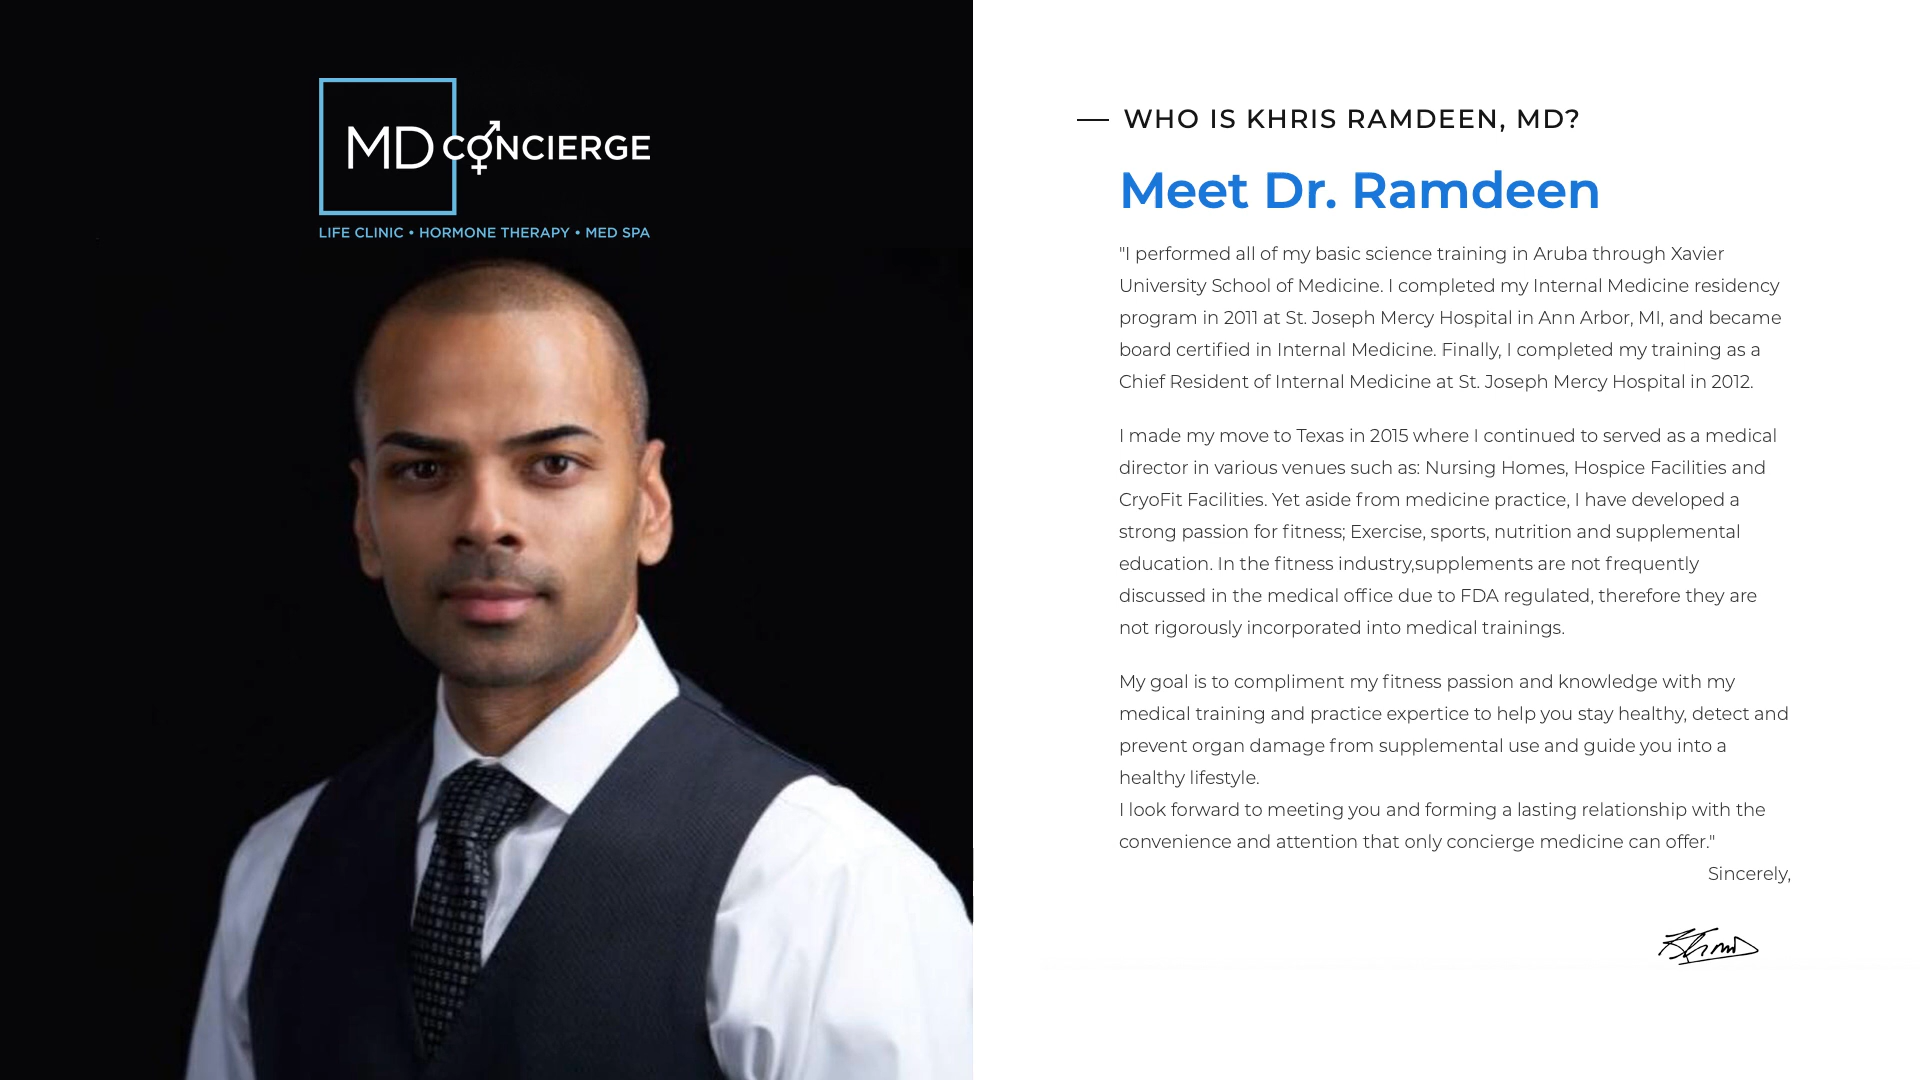 MD CONCIERGE
LIFE CLINIC • HORMONE THERAPY • MED SPA
WHO IS KHRIS RAMDEEN, MD?
Meet Dr. Ramdeen
"I performed all of my basic science training in Aruba through Xavier
University School of Medicine. I completed my Internal Medicine residency
program in 2011 at St. Joseph Mercy Hospital in Ann Arbor, MI, and became
board certified in Internal Medicine. Finally, I completed my training as a
Chief Resident of Internal Medicine at St. Joseph Mercy Hospital in 2012.
I made my move to Texas in 2015 where I continued to served as a medical
director in various venues such as: Nursing Homes, Hospice Facilities and
CryoFit Facilities. Yet aside from medicine practice, I have developed a
strong passion for fitness; Exercise, sports, nutrition and supplemental
education. In the fitness industry,supplements are not frequently
discussed in the medical office due to FDA regulated, therefore they are
not rigorously incorporated into medical trainings.
My goal is to compliment my fitness passion and knowledge with my
medical training and practice expertice to help you stay healthy, detect and
prevent organ damage from supplemental use and guide you into a
healthy lifestyle.
I look forward to meeting you and forming a lasting relationship with the
convenience and attention that only concierge medicine can offer."
Sincerely,